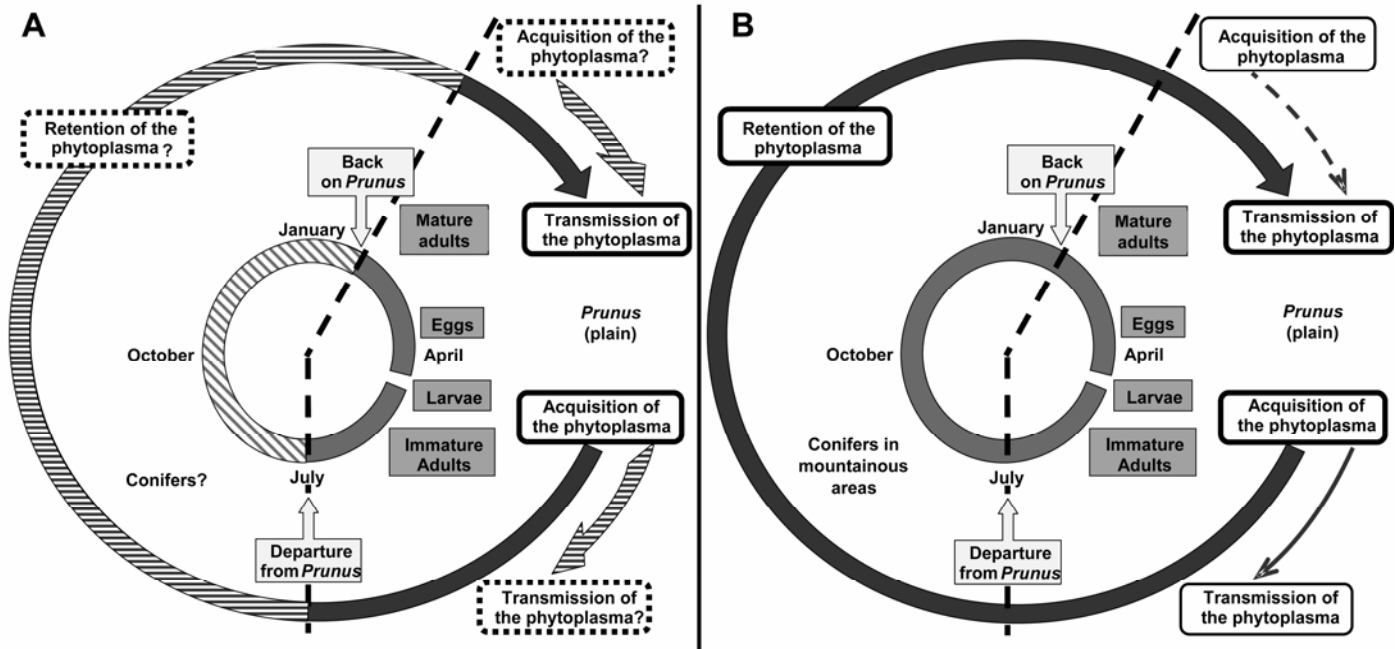 A
Acquisition of the
phytoplasma?
Retention of the
phytoplasma ?
Back
on Prunus
January
Mature
adults
Transmission of
the phytoplasma
Eggs
Prunus
(plain)
October
April
Larvae
Acquisition of
the phytoplasma
Immature
Adults
Conifers?
July
Departure
from Prunus
Transmission of
the phytoplasma?
B
Acquisition of the
phytoplasma
Retention of the
phytoplasma
Back
on Prunus
January
Mature
adults
Transmission of
the phytoplasma
Eggs
Prunus
(plain)
October
April
Larvae
Acquisition of
the phytoplasma
Immature
Adults
Conifers in
mountainous
areas
July
Departure
from Prunus
Transmission of
the phytoplasma